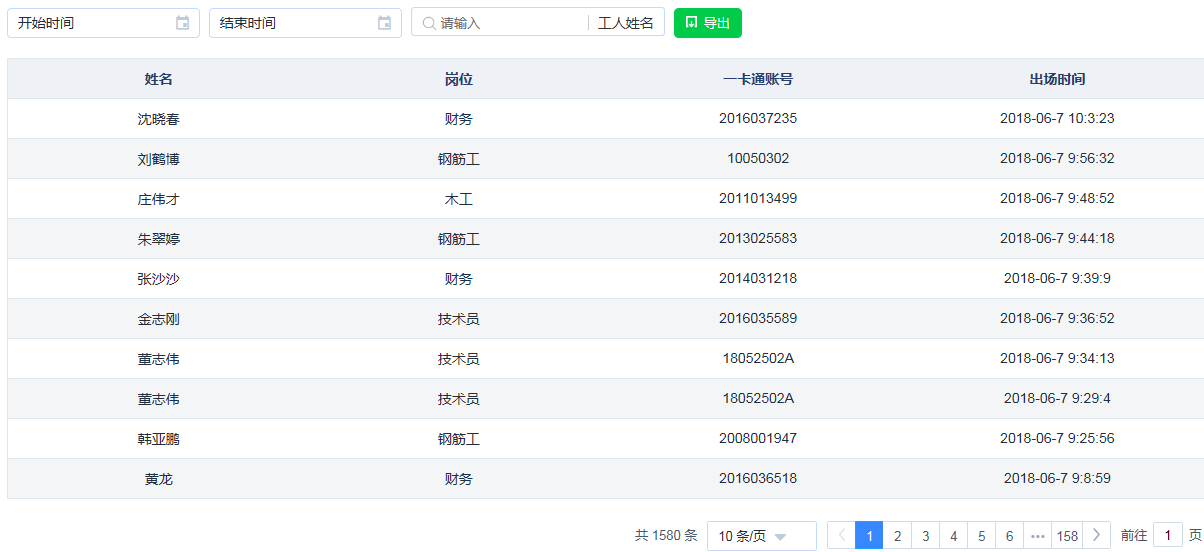 开始时间 结束时间 请输入 工人姓名 导出
姓名 岗位 一卡通账号 出场时间
沈晓春 财务 2016037235 2018-06-7 10:3:23
刘鹤博 钢筋工 10050302 2018-06-7 9:56:32
庄伟才 木工 2011013499 2018-06-7 9:48:52
朱翠婷 钢筋工 2013025583 2018-06-7 9:44:18
张沙沙 财务 2014031218 2018-06-7 9:39:9
金志刚 技术员 2016035589 2018-06-7 9:36:52
董志伟 技术员 18052502A 2018-06-7 9:34:13
董志伟 技术员 18052502A 2018-06-7 9:29:4
韩亚鹏 钢筋工 2008001947 2018-06-7 9:25:56
黄龙 财务 2016036518 2018-06-7 9:8:59
共 1580 条 10 条/页 1 2 3 4 5 6 ··· 158 前往 1 页